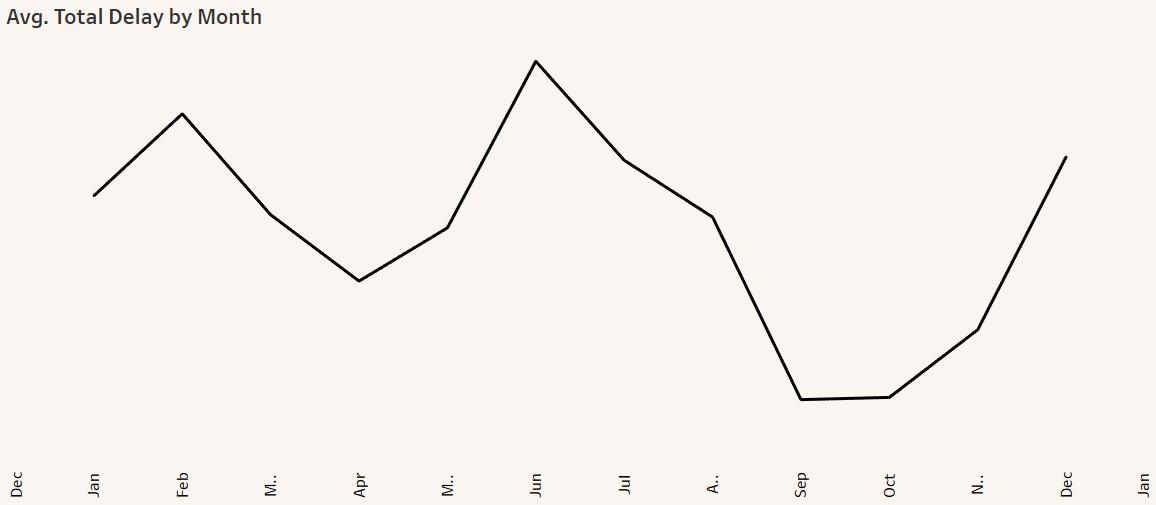 Avg. Total Delay by Month
Dec
Jan
Feb
M..
Apr
M..
Jun
Jul
A..
Sep
Oct
N..
Dec
Jan